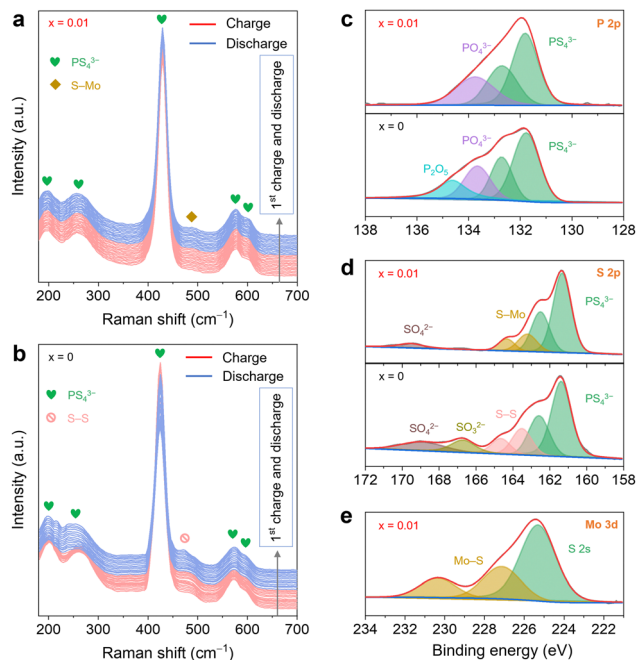 a
x = 0.01
Charge
Discharge
PS₄³⁻
S–Mo
Intensity (a.u.)
1ˢᵗ charge and discharge
200 300 400 500 600 700
Raman shift (cm⁻¹)
b
x = 0
Charge
Discharge
PS₄³⁻
S–S
Intensity (a.u.)
1ˢᵗ charge and discharge
200 300 400 500 600 700
Raman shift (cm⁻¹)
c
x = 0.01
P 2p
PO₄³⁻
PS₄³⁻
x = 0
PO₄³⁻
PS₄³⁻
P₂O₅
138 136 134 132 130 128
d
x = 0.01
S 2p
S–Mo
PS₄³⁻
SO₄²⁻
x = 0
PS₄³⁻
S–S
SO₄²⁻
SO₃²⁻
172 170 168 166 164 162 160 158
e
x = 0.01
Mo 3d
S 2s
Mo–S
234 232 230 228 226 224 222
Binding energy (eV)
Intensity (a.u.)